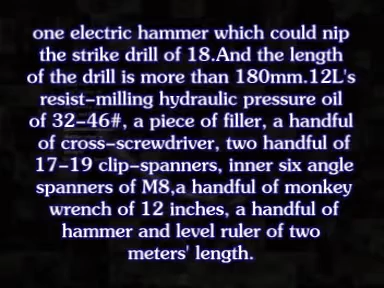 one electric hammer which could nip
the strike drill of 18.And the length
of the drill is more than 180mm.12L's
resist-milling hydraulic pressure oil
of 32-46#, a piece of filler, a handful
of cross-screwdriver, two handful of
17-19 clip-spanners, inner six angle
spanners of M8,a handful of monkey
wrench of 12 inches, a handful of
hammer and level ruler of two
meters' length.